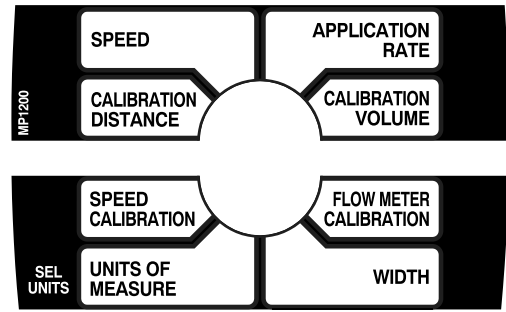 SPEED
APPLICATION
RATE
CALIBRATION
DISTANCE
CALIBRATION
VOLUME
MP1200
SPEED
CALIBRATION
FLOW METER
CALIBRATION
SEL
UNITS
UNITS OF
MEASURE
WIDTH